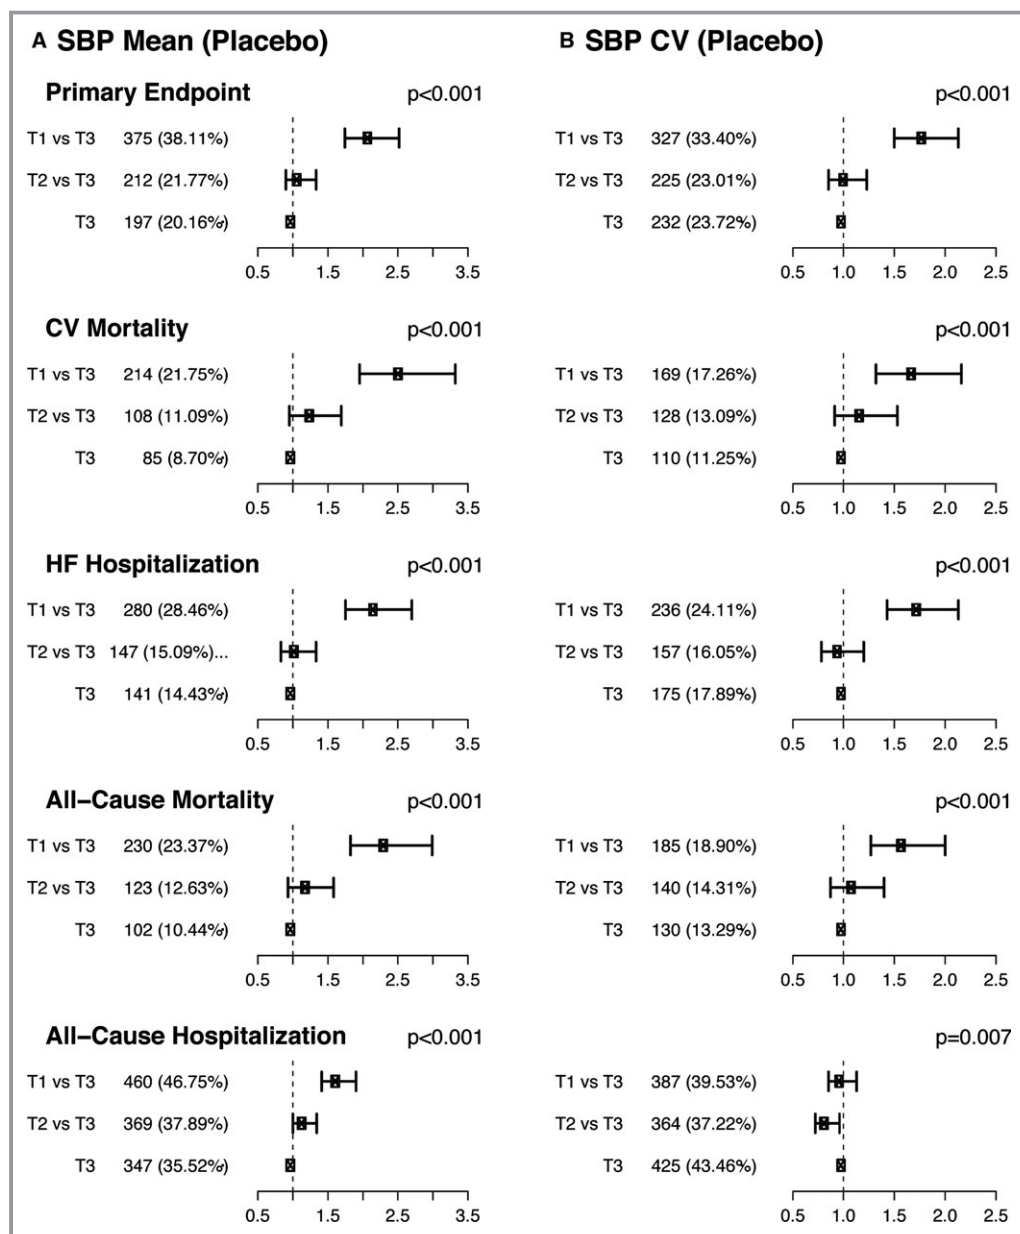 A SBP Mean (Placebo)
Primary Endpoint p<0.001
T1 vs T3 375 (38.11%)
T2 vs T3 212 (21.77%)
T3 197 (20.16%)
0.5 1.5 2.5 3.5
CV Mortality p<0.001
T1 vs T3 214 (21.75%)
T2 vs T3 108 (11.09%)
T3 85 (8.70%)
0.5 1.5 2.5 3.5
HF Hospitalization p<0.001
T1 vs T3 280 (28.46%)
T2 vs T3 147 (15.09%)...
T3 141 (14.43%)
0.5 1.5 2.5 3.5
All-Cause Mortality p<0.001
T1 vs T3 230 (23.37%)
T2 vs T3 123 (12.63%)
T3 102 (10.44%)
0.5 1.5 2.5 3.5
All-Cause Hospitalization p<0.001
T1 vs T3 460 (46.75%)
T2 vs T3 369 (37.89%)
T3 347 (35.52%)
0.5 1.5 2.5 3.5
B SBP CV (Placebo)
p<0.001
T1 vs T3 327 (33.40%)
T2 vs T3 225 (23.01%)
T3 232 (23.72%)
0.5 1.0 1.5 2.0 2.5
p<0.001
T1 vs T3 169 (17.26%)
T2 vs T3 128 (13.09%)
T3 110 (11.25%)
0.5 1.0 1.5 2.0 2.5
p<0.001
T1 vs T3 236 (24.11%)
T2 vs T3 157 (16.05%)
T3 175 (17.89%)
0.5 1.0 1.5 2.0 2.5
p<0.001
T1 vs T3 185 (18.90%)
T2 vs T3 140 (14.31%)
T3 130 (13.29%)
0.5 1.0 1.5 2.0 2.5
p=0.007
T1 vs T3 387 (39.53%)
T2 vs T3 364 (37.22%)
T3 425 (43.46%)
0.5 1.0 1.5 2.0 2.5